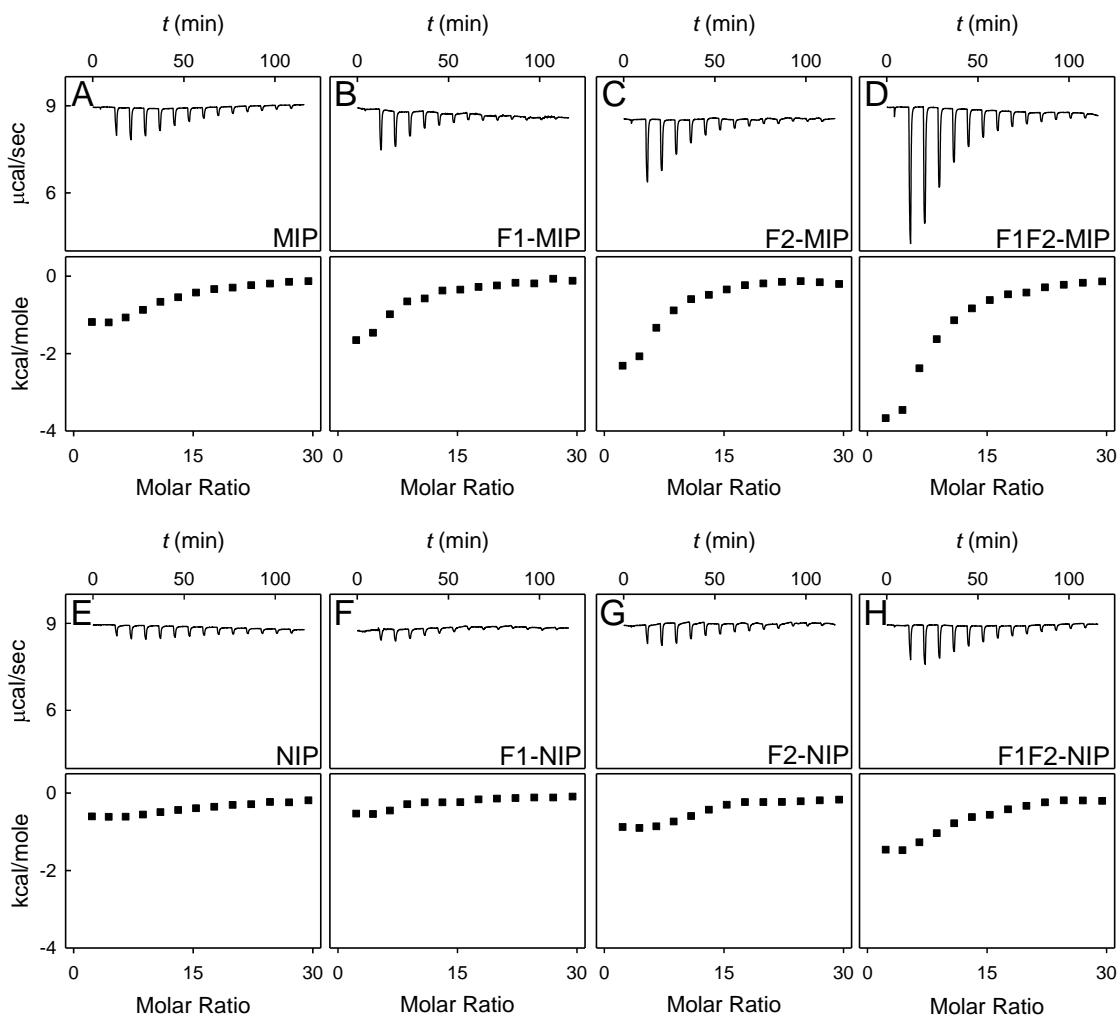 t (min) t (min) t (min) t (min)
0 50 100 0 50 100 0 50 100 0 50 100
A B C D
9
6
μcal/sec
MIP F1-MIP F2-MIP F1F2-MIP
0
-2
-4
kcal/mole
0 15 30 0 15 30 0 15 30 0 15 30
Molar Ratio Molar Ratio Molar Ratio Molar Ratio
t (min) t (min) t (min) t (min)
0 50 100 0 50 100 0 50 100 0 50 100
E F G H
9
6
μcal/sec
NIP F1-NIP F2-NIP F1F2-NIP
0
-2
-4
kcal/mole
0 15 30 0 15 30 0 15 30 0 15 30
Molar Ratio Molar Ratio Molar Ratio Molar Ratio